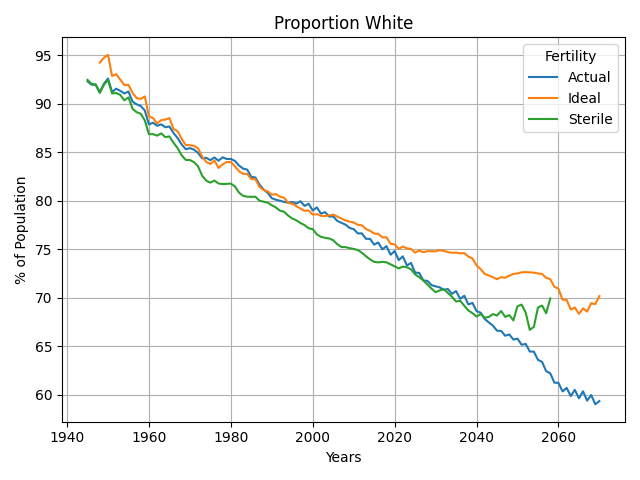 Proportion White
Fertility
Actual
Ideal
Sterile
% of Population
95
90
85
80
75
70
65
60
1940
1960
1980
2000
2020
2040
2060
Years